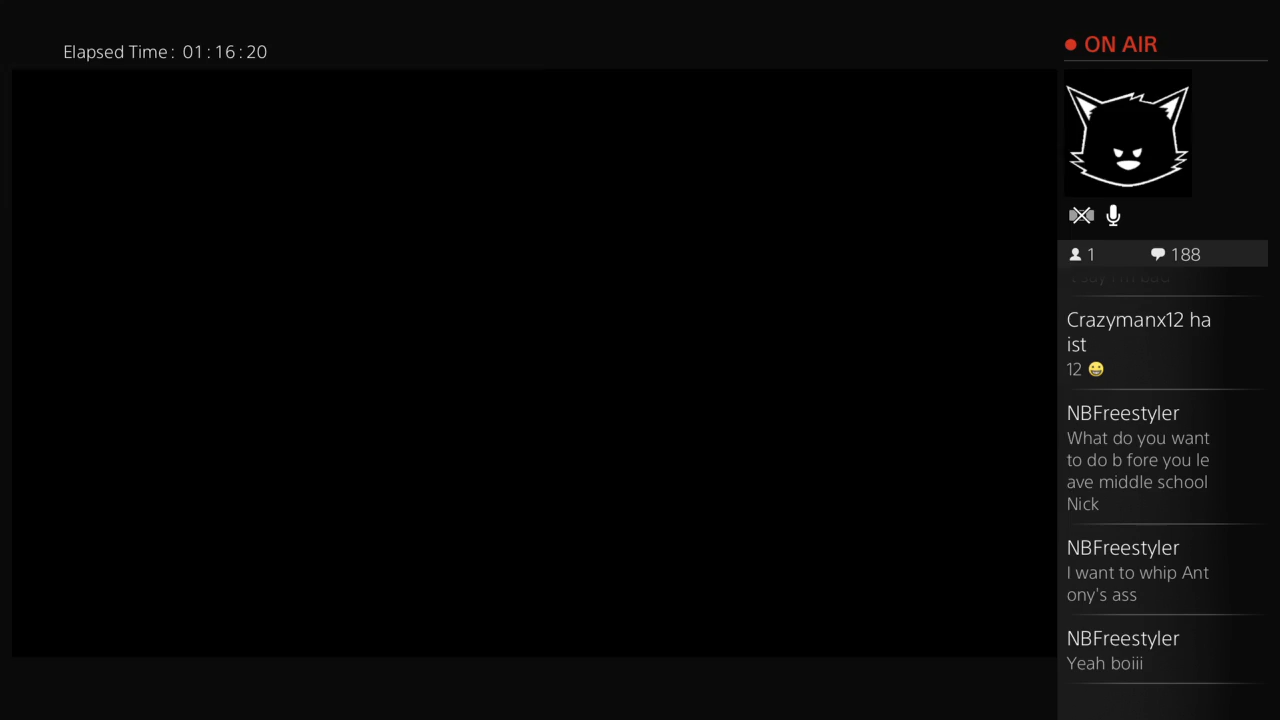 Elapsed Time: 01:16:20
ON AIR
1 188
Crazymanx12 ha
ist
12 😀
NBFreestyler
What do you want
to do b fore you le
ave middle school
Nick
NBFreestyler
I want to whip Ant
ony's ass
NBFreestyler
Yeah boiii